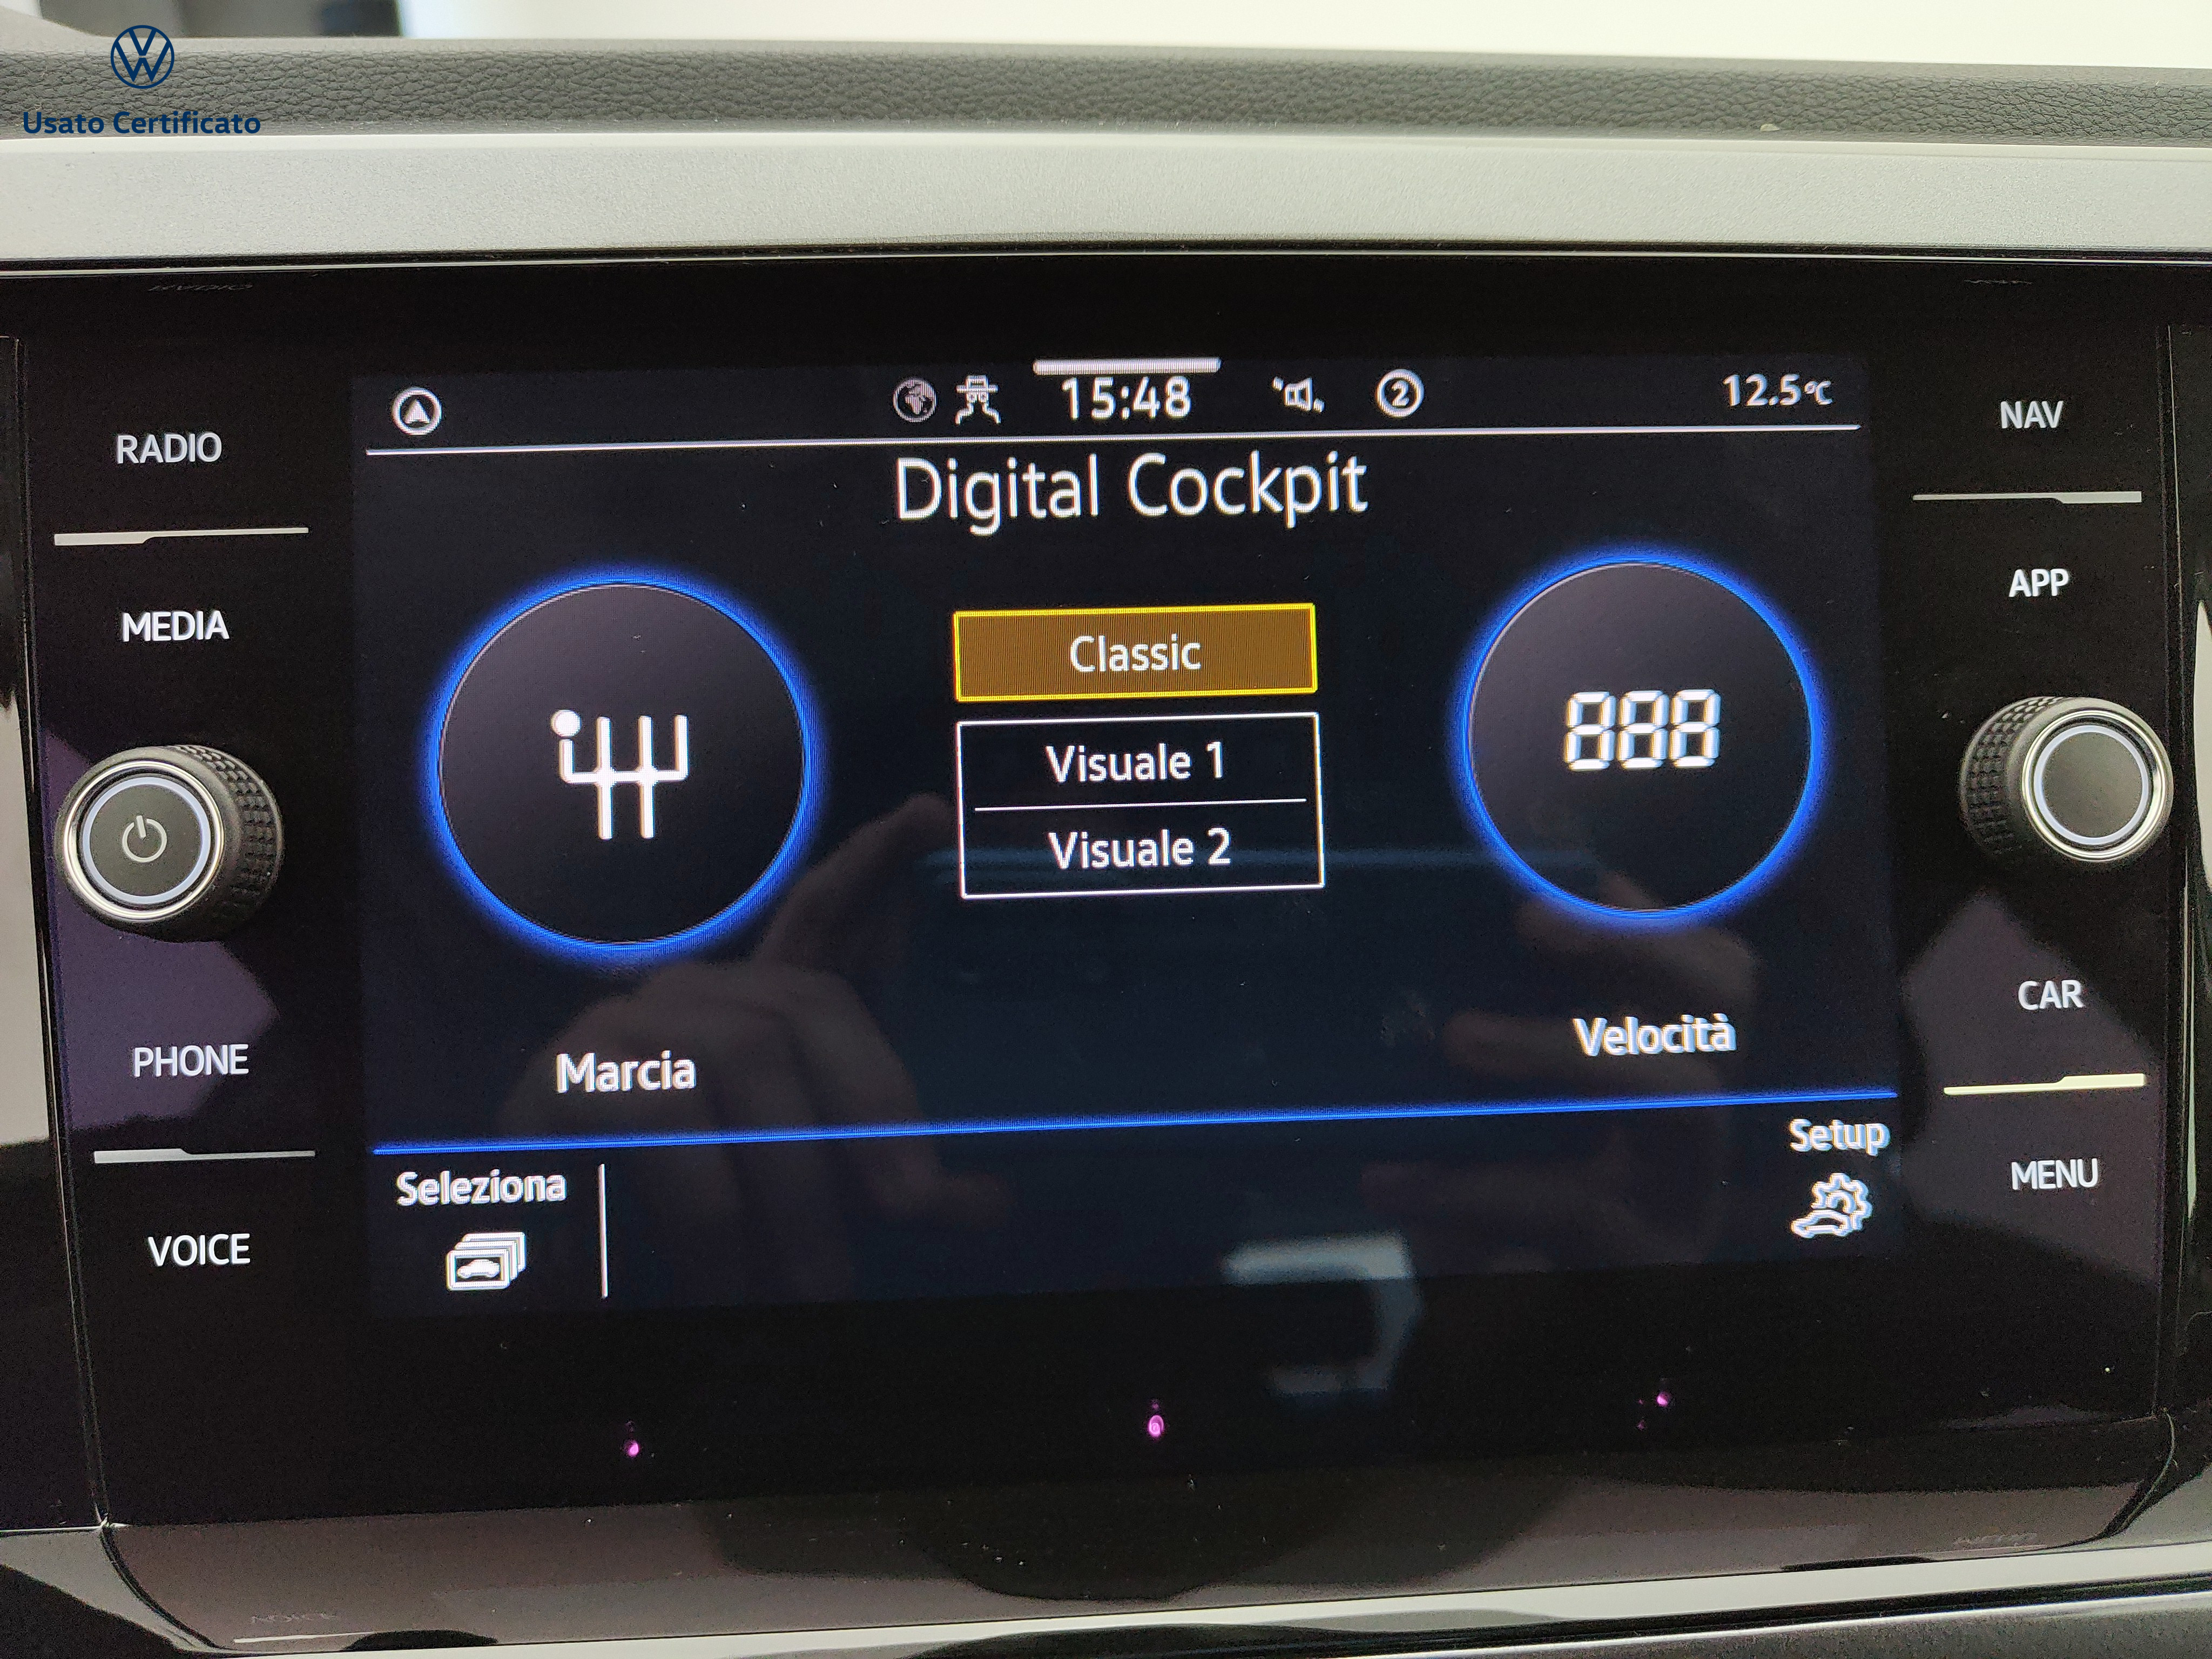 Usato Certificato
RADIO
MEDIA
PHONE
VOICE
2
15:48
12.5°C
Digital Cockpit
Classic
Visuale 1
Visuale 2
888
Marcia
Velocità
Seleziona
Setup
NAV
APP
CAR
MENU